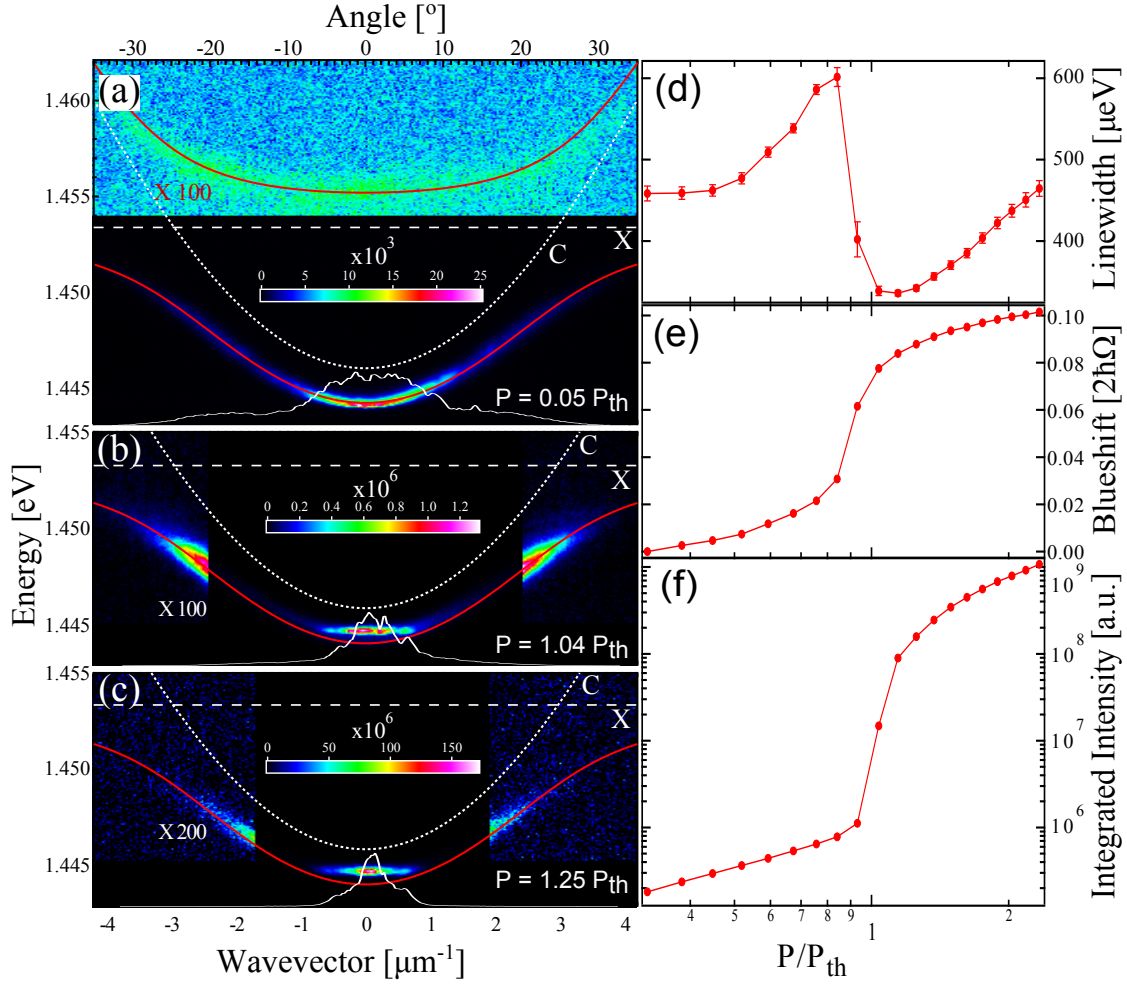 Angle [º]
-30 -20 -10 0 10 20 30
(a)
1.460
X 100
1.455
X
C
x10³
0 5 10 15 20 25
1.450
1.445
P = 0.05 Pth
1.455
(b)
C
X
x10⁶
0 0.2 0.4 0.6 0.8 1.0 1.2
1.450
X 100
1.445
P = 1.04 Pth
1.455
(c)
C
X
x10⁶
0 50 100 150
1.450
X 200
1.445
P = 1.25 Pth
Energy [eV]
-4 -3 -2 -1 0 1 2 3 4
Wavevector [µm⁻¹]
(d)
600
500
400
Linewidth [µeV]
(e)
0.10
0.08
0.06
0.04
0.02
0.00
Blueshift [2ħΩ]
(f)
10⁹
10⁸
10⁷
10⁶
Integrated Intensity [a.u.]
4 5 6 7 8 9 1 2
P/Pth